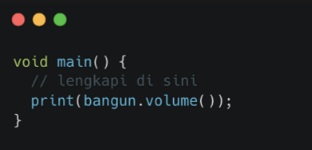 void main() {
  // lengkapi di sini
  print(bangun.volume());
}